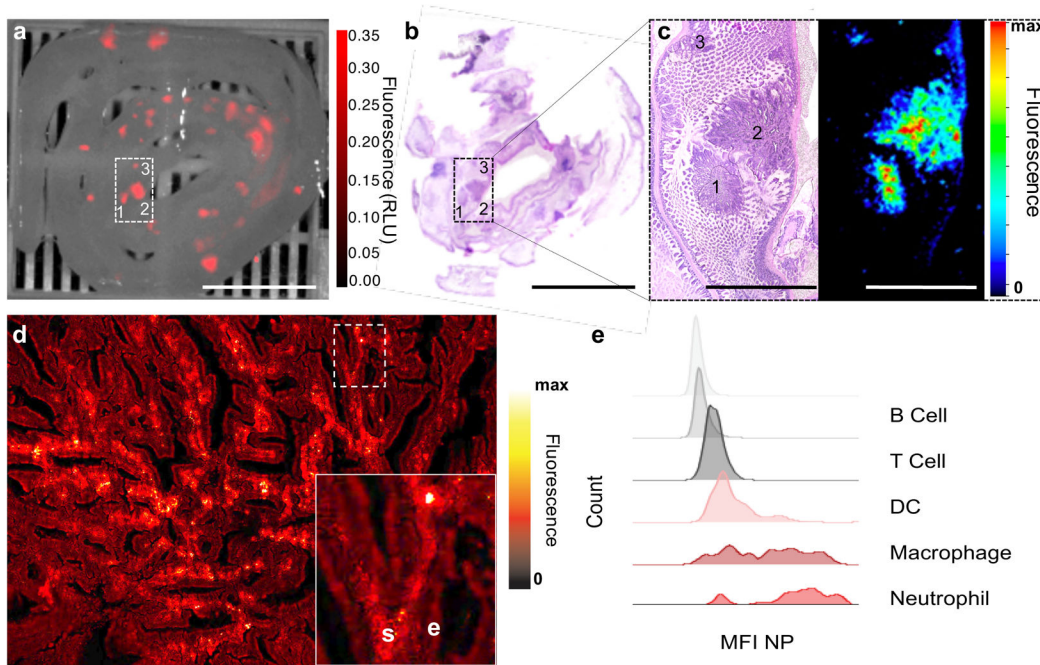 a
1
2
3
0.35
0.30
0.25
0.20
0.15
0.10
0.05
0.00
Fluorescence (RLU)
b
3
1
2
c
3
2
1
max
0
Fluorescence
d
s
e
max
0
Fluorescence
e
Count
B Cell
T Cell
DC
Macrophage
Neutrophil
MFI NP